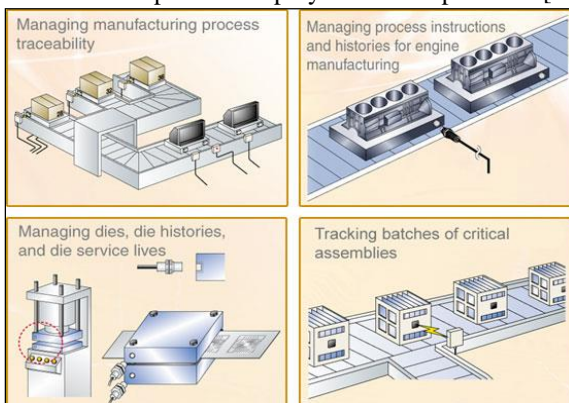 Managing manufacturing process
traceability
Managing process instructions
and histories for engine
manufacturing
Managing dies, die histories,
and die service lives
Tracking batches of critical
assemblies